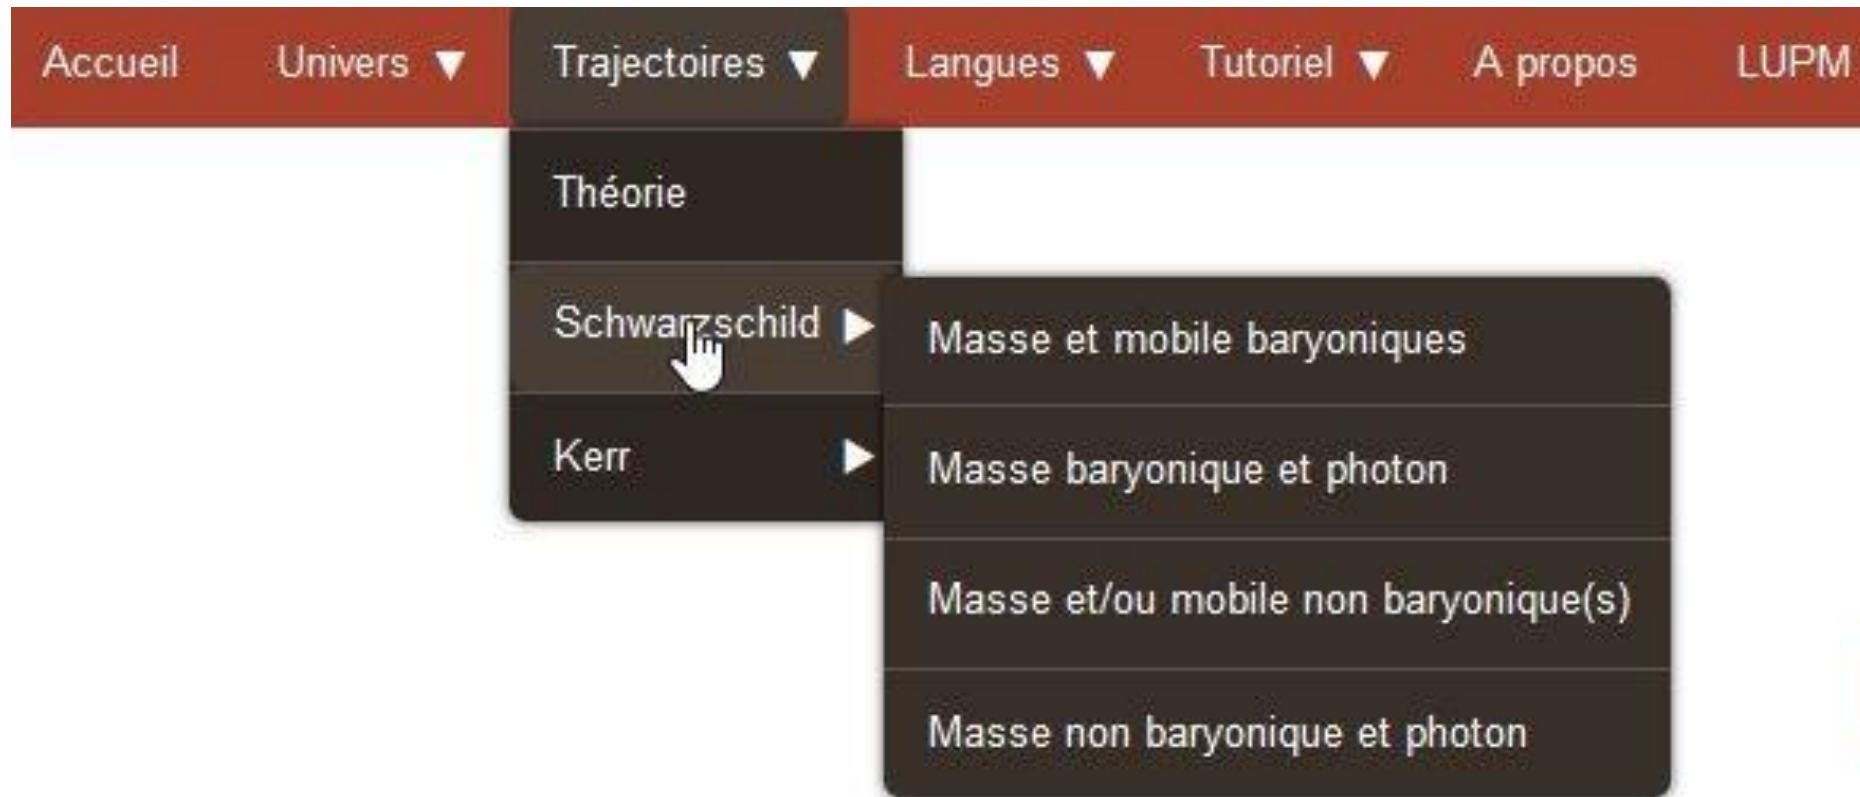 Accueil Univers ▼ Trajectoires ▼ Langues ▼ Tutoriel ▼ A propos LUPM
Théorie
Schwarzschild ▶
Kerr ▶
Masse et mobile baryoniques
Masse baryonique et photon
Masse et/ou mobile non baryonique(s)
Masse non baryonique et photon